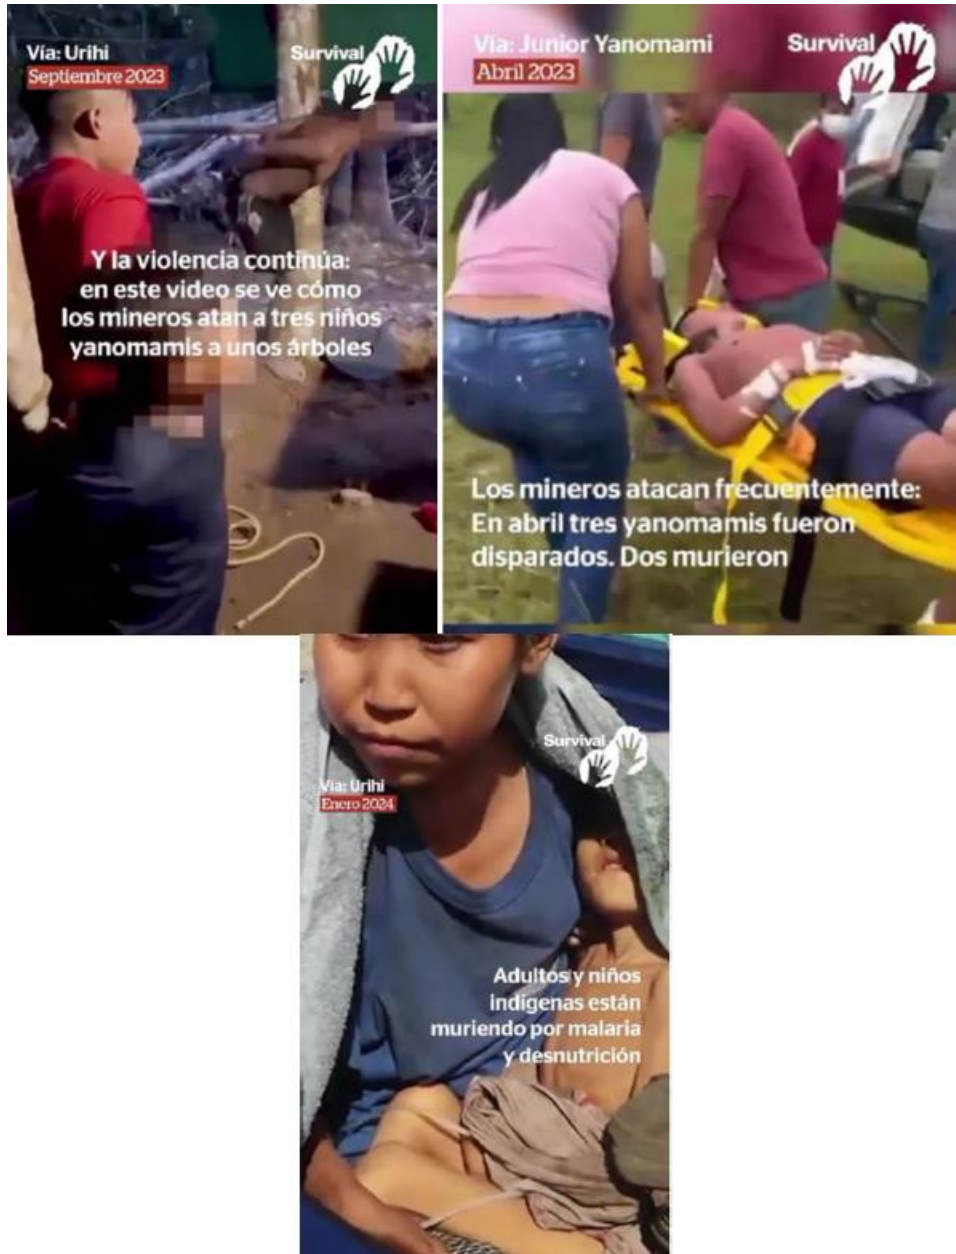 Vía: Urihi
Septiembre 2023
Survival
Y la violencia continúa:
en este video se ve cómo
los mineros atan a tres niños
yanomamis a unos árboles
Vía: Junior Yanomami
Abril 2023
Survival
Los mineros atacan frecuentemente:
En abril tres yanomamis fueron
disparados. Dos murieron
Survival
Vía: Urihi
Enero 2024
Adultos y niños
indígenas están
muriendo por malaria
y desnutrición